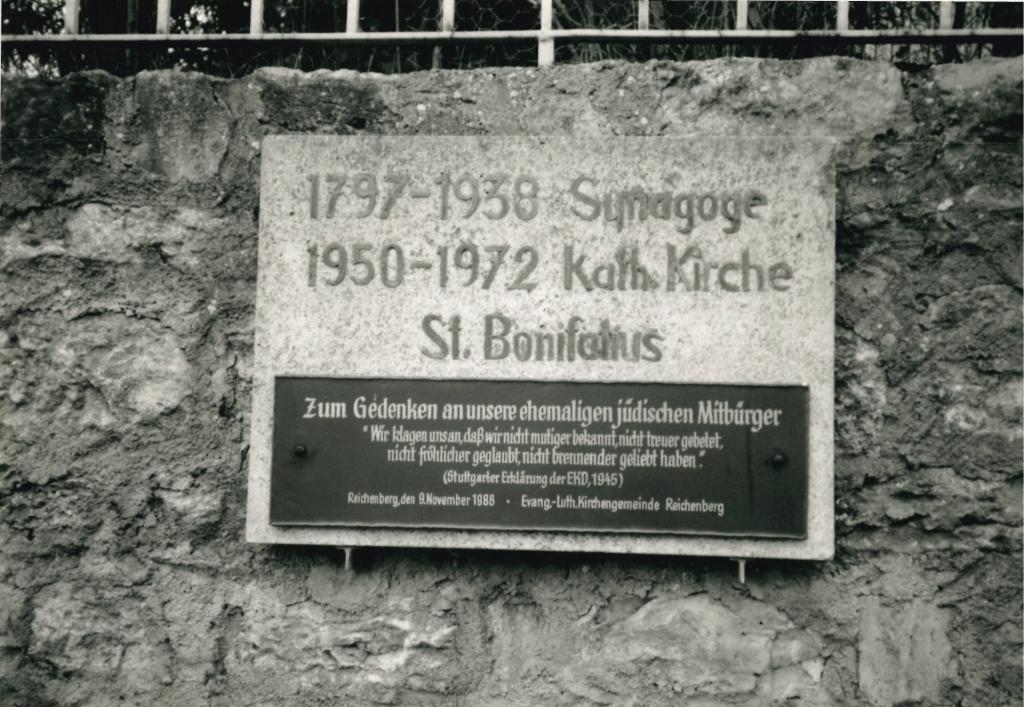 1797-1938 Synagoge
1950-1972 Kath. Kirche
St. Bonifatius
Zum Gedenken an unsere ehemaligen jüdischen Mitbürger
"Wir klagen uns an, daß wir nicht mutiger bekannt, nicht treuer gebetet,
nicht fröhlicher geglaubt, nicht brennender geliebt haben."
(Stuttgarter Erklärung der EKD, 1945)
Reichenberg, den 9. November 1988 · Evang.-Luth. Kirchengemeinde Reichenberg